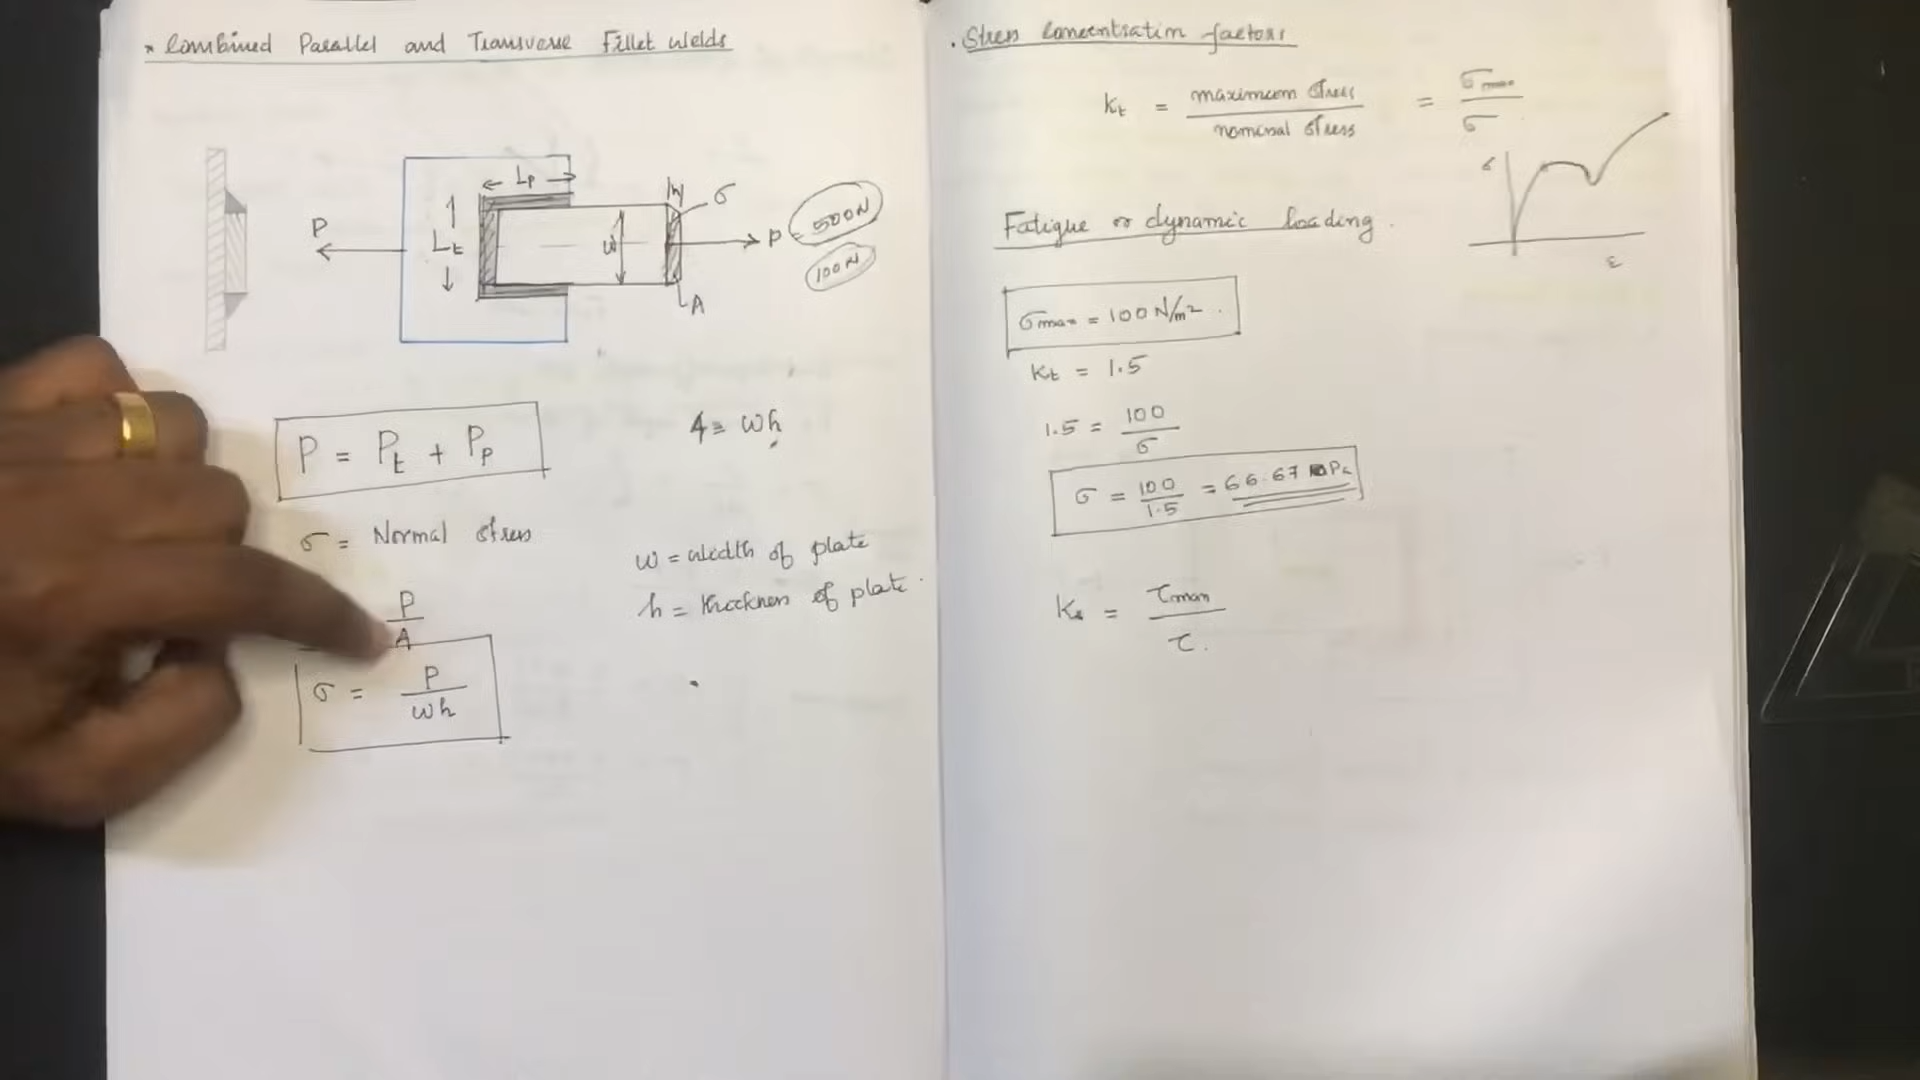 * Combined Parallel and Transverse Fillet welds
Lp
W
σ
P
Lt
w
P
500N
100N
A
P = Pt + Pp
A = wh
σ = Normal stress
P
A
σ = P
wh
w = width of plate
h = thickness of plate.
. Stress Concentration factors
Kt = maximum stress
nominal stress
= σmax
σ
σ
ε
Fatigue or dynamic loading.
σmax = 100 N/m²
Kt = 1.5
1.5 = 100
σ
σ = 100
1.5
= 66.67 Pa
= τmax
τ.